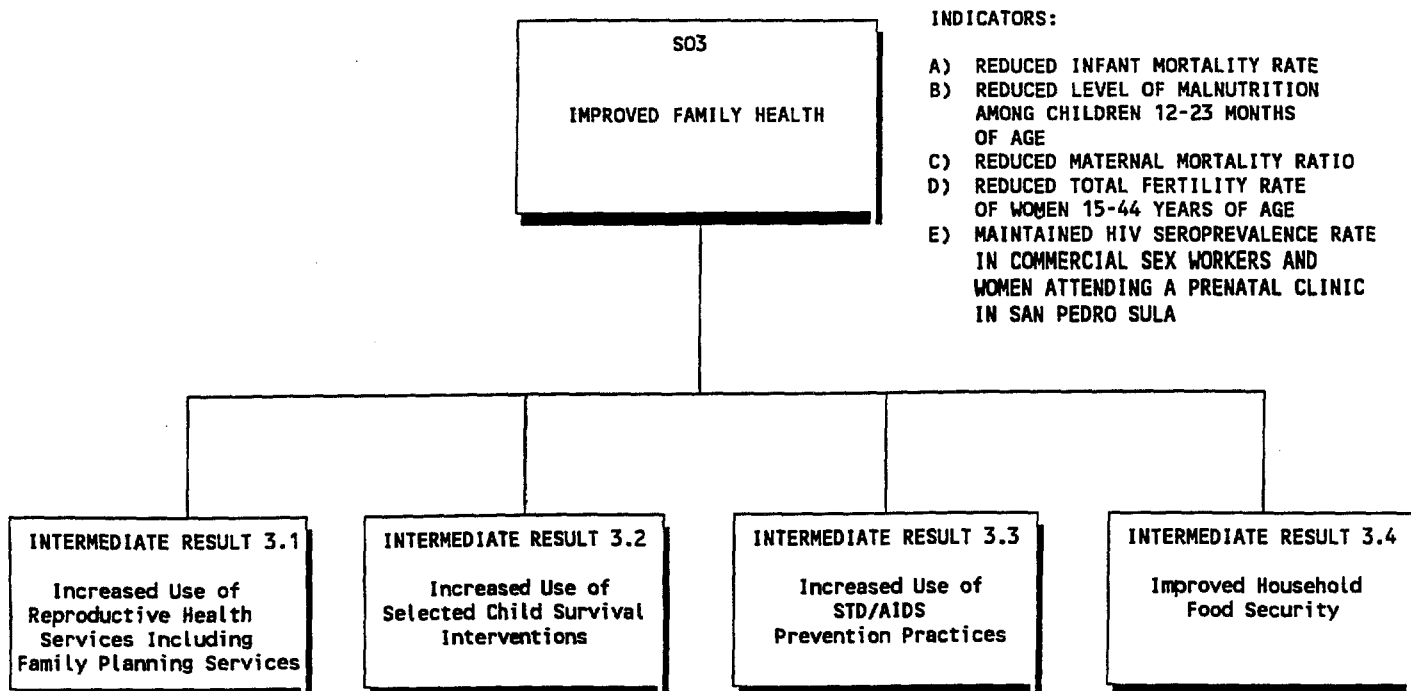 SO3
IMPROVED FAMILY HEALTH
INDICATORS:
A) REDUCED INFANT MORTALITY RATE
B) REDUCED LEVEL OF MALNUTRITION
AMONG CHILDREN 12-23 MONTHS
OF AGE
C) REDUCED MATERNAL MORTALITY RATIO
D) REDUCED TOTAL FERTILITY RATE
OF WOMEN 15-44 YEARS OF AGE
E) MAINTAINED HIV SEROPREVALENCE RATE
IN COMMERCIAL SEX WORKERS AND
WOMEN ATTENDING A PRENATAL CLINIC
IN SAN PEDRO SULA
INTERMEDIATE RESULT 3.1
Increased Use of
Reproductive Health
Services Including
Family Planning Services
INTERMEDIATE RESULT 3.2
Increased Use of
Selected Child Survival
Interventions
INTERMEDIATE RESULT 3.3
Increased Use of
STD/AIDS
Prevention Practices
INTERMEDIATE RESULT 3.4
Improved Household
Food Security